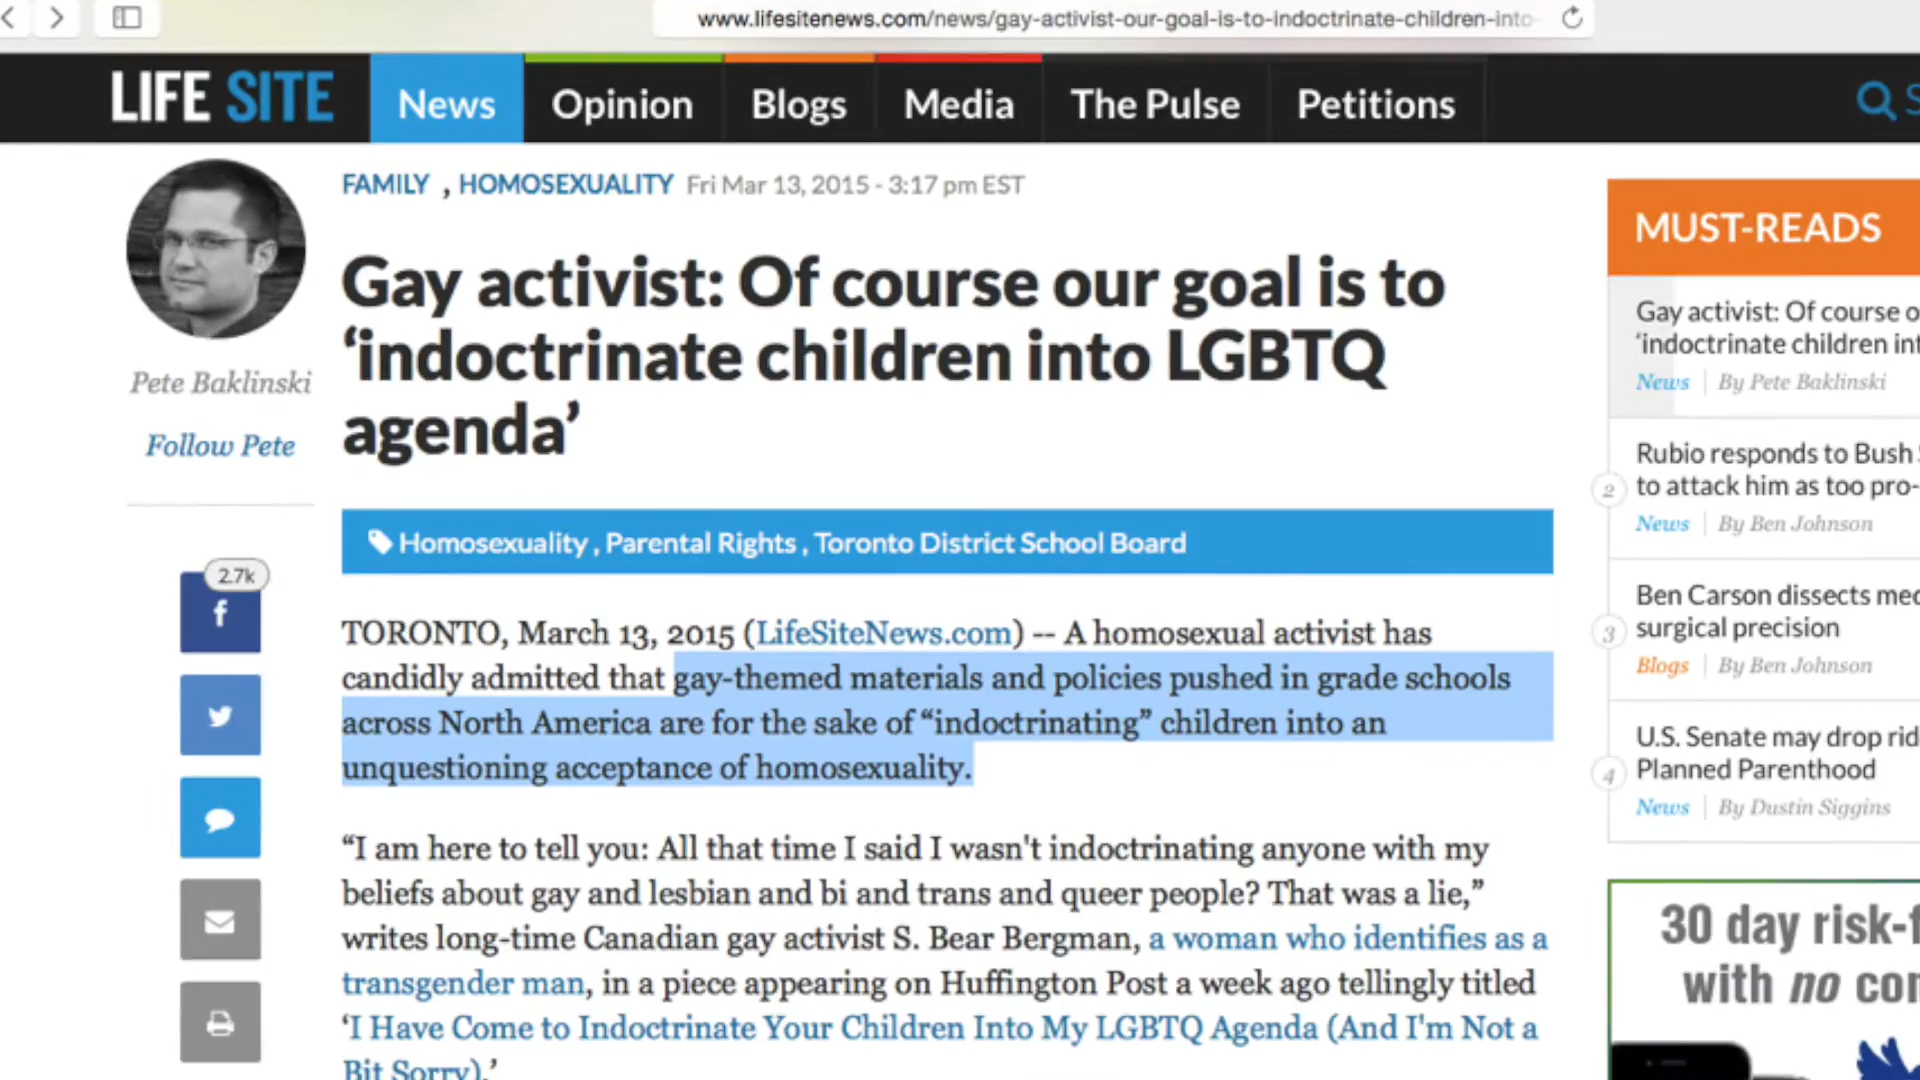 www.lifesitenews.com/news/gay-activist-our-goal-is-to-indoctrinate-children-into-
LIFE SITE
News
Opinion
Blogs
Media
The Pulse
Petitions
FAMILY , HOMOSEXUALITY Fri Mar 13, 2015 - 3:17 pm EST
Gay activist: Of course our goal is to
‘indoctrinate children into LGBTQ
agenda’
Pete Baklinski
Follow Pete
Homosexuality , Parental Rights , Toronto District School Board
2.7k
f
TORONTO, March 13, 2015 (LifeSiteNews.com) -- A homosexual activist has
candidly admitted that gay-themed materials and policies pushed in grade schools
across North America are for the sake of “indoctrinating” children into an
unquestioning acceptance of homosexuality.
“I am here to tell you: All that time I said I wasn't indoctrinating anyone with my
beliefs about gay and lesbian and bi and trans and queer people? That was a lie,”
writes long-time Canadian gay activist S. Bear Bergman, a woman who identifies as a
transgender man, in a piece appearing on Huffington Post a week ago tellingly titled
‘I Have Come to Indoctrinate Your Children Into My LGBTQ Agenda (And I'm Not a
Bit Sorry).’
MUST-READS
Gay activist: Of course o
‘indoctrinate children int
News | By Pete Baklinski
2
Rubio responds to Bush
to attack him as too pro-
News | By Ben Johnson
3
Ben Carson dissects med
surgical precision
Blogs | By Ben Johnson
4
U.S. Senate may drop rid
Planned Parenthood
News | By Dustin Siggins
30 day risk-f
with no con